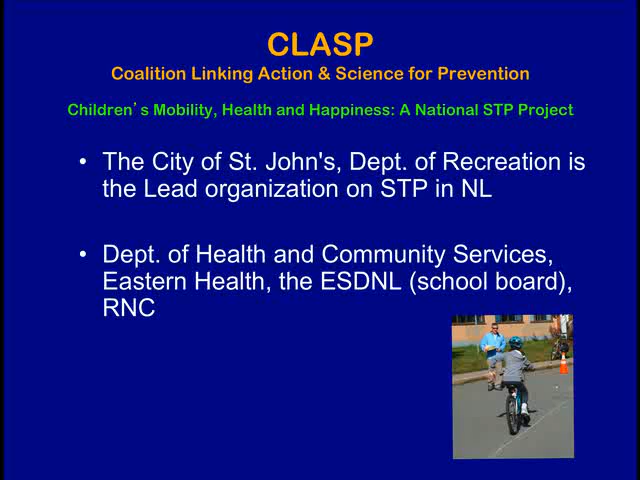 CLASP
Coalition Linking Action & Science for Prevention
Children's Mobility, Health and Happiness: A National STP Project
• The City of St. John's, Dept. of Recreation is
the Lead organization on STP in NL
• Dept. of Health and Community Services,
Eastern Health, the ESDNL (school board),
RNC